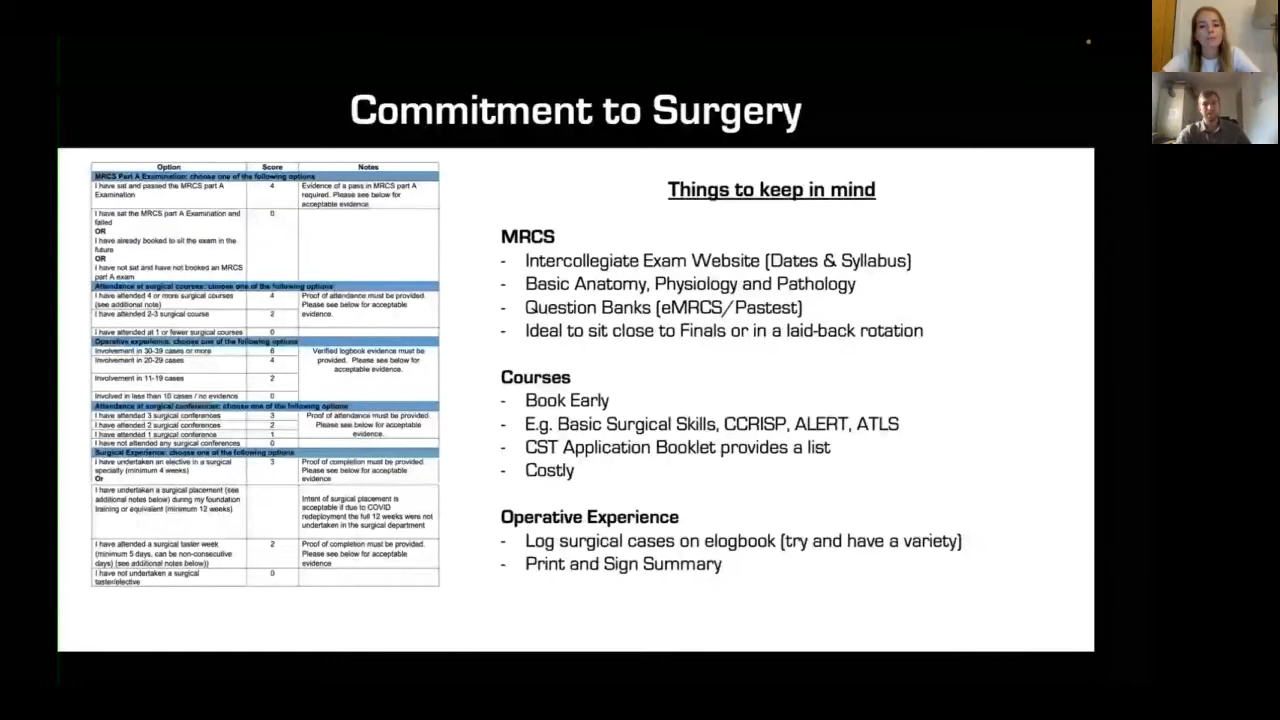 Commitment to Surgery
Option Score Notes
MRCS Part A Examination: choose one of the following options
I have sat and passed the MRCS part A 4 Evidence of a pass in MRCS part A
Examination required. Please see below for
acceptable evidence
I have sat the MRCS part A Examination and 0
failed
OR
I have already booked to sit the exam in the
future
OR
I have not sat and have not booked an MRCS
part A exam
Attendance at surgical courses: choose one of the following options
I have attended 4 or more surgical courses 4 Proof of attendance must be provided.
(see additional note) Please see below for acceptable
I have attended 2-3 surgical course 2 evidence.
I have attended at 1 or fewer surgical courses 0
Operative experience, choose one of the following options
Involvement in 30-39 cases or more 6 Verified logbook evidence must be
Involvement in 20-29 cases 4 provided. Please see below for
acceptable evidence.
Involvement in 11-19 cases 2
Involved in less than 10 cases / no evidence 0
Attendance at surgical conferences: choose one of the following options
I have attended 3 surgical conferences 3 Proof of attendance must be provided.
I have attended 2 surgical conferences 2 Please see below for acceptable
I have attended 1 surgical conference 1 evidence.
I have not attended any surgical conferences 0
Surgical Experience: choose one of the following options
I have undertaken an elective in a surgical 3 Proof of completion must be provided.
specialty (minimum 4 weeks) Please see below for acceptable
Or evidence
I have undertaken a surgical placement (see
additional notes below) during my foundation Intent of surgical placement is
training or equivalent (minimum 12 weeks) acceptable if due to COVID
redeployment the full 12 weeks were not
undertaken in the surgical department
I have attended a surgical taster week 2 Proof of completion must be provided.
(minimum 5 days, can be non-consecutive Please see below for acceptable
days) (see additional notes below)) evidence
I have not undertaken a surgical 0
taster/elective
Things to keep in mind
MRCS
- Intercollegiate Exam Website (Dates & Syllabus)
- Basic Anatomy, Physiology and Pathology
- Question Banks (eMRCS/Pastest)
- Ideal to sit close to Finals or in a laid-back rotation
Courses
- Book Early
- E.g. Basic Surgical Skills, CCRISP, ALERT, ATLS
- CST Application Booklet provides a list
- Costly
Operative Experience
- Log surgical cases on elogbook (try and have a variety)
- Print and Sign Summary